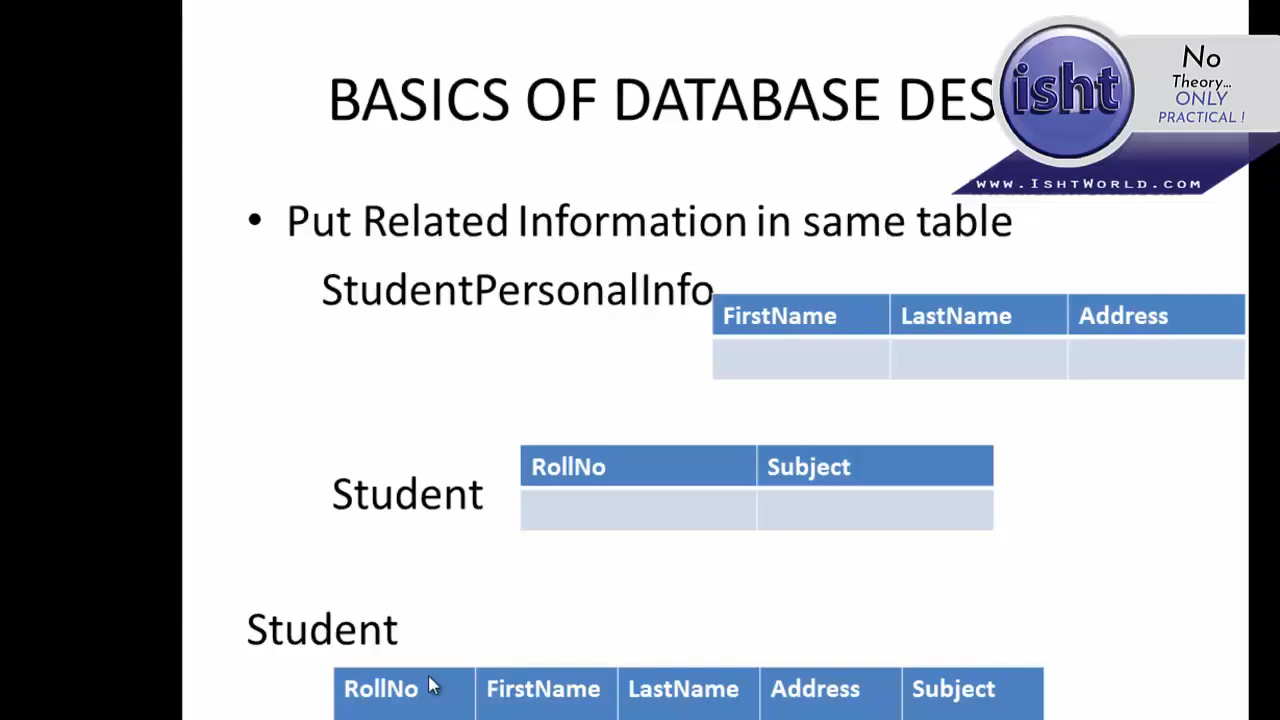 BASICS OF DATABASE DES
isht
No
Theory...
ONLY
PRACTICAL !
www.IshtWorld.com
• Put Related Information in same table
StudentPersonalInfo
FirstName LastName Address
RollNo Subject
Student
Student
RollNo FirstName LastName Address Subject